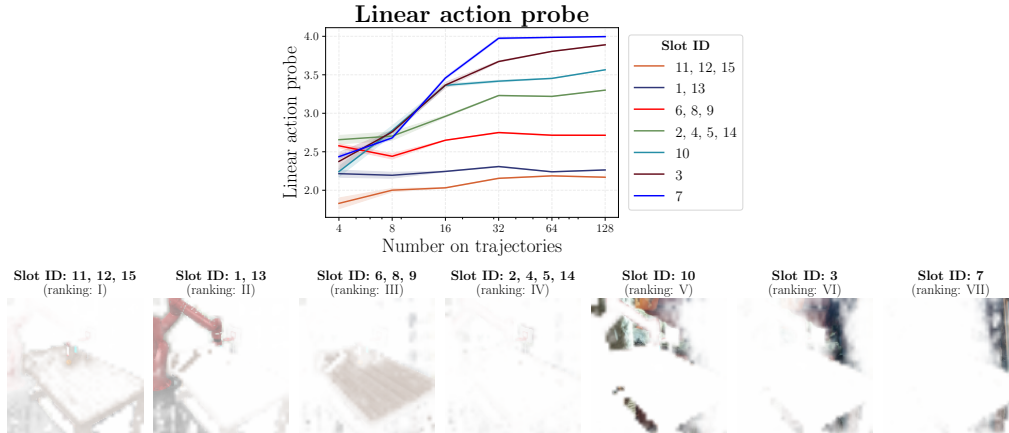 Linear action probe
Linear action probe
4.0
3.5
3.0
2.5
2.0
4 8 16 32 64 128
Number on trajectories
Slot ID
11, 12, 15
1, 13
6, 8, 9
2, 4, 5, 14
10
3
7
Slot ID: 11, 12, 15
(ranking: I)
Slot ID: 1, 13
(ranking: II)
Slot ID: 6, 8, 9
(ranking: III)
Slot ID: 2, 4, 5, 14
(ranking: IV)
Slot ID: 10
(ranking: V)
Slot ID: 3
(ranking: VI)
Slot ID: 7
(ranking: VII)